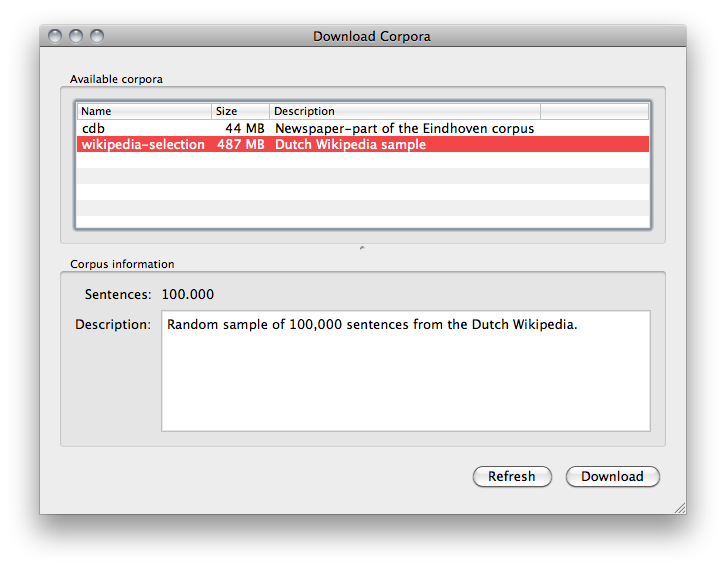 Download Corpora
Available corpora
Name Size Description
cdb 44 MB Newspaper-part of the Eindhoven corpus
wikipedia-selection 487 MB Dutch Wikipedia sample
Corpus information
Sentences: 100.000
Description: Random sample of 100,000 sentences from the Dutch Wikipedia.
Refresh Download